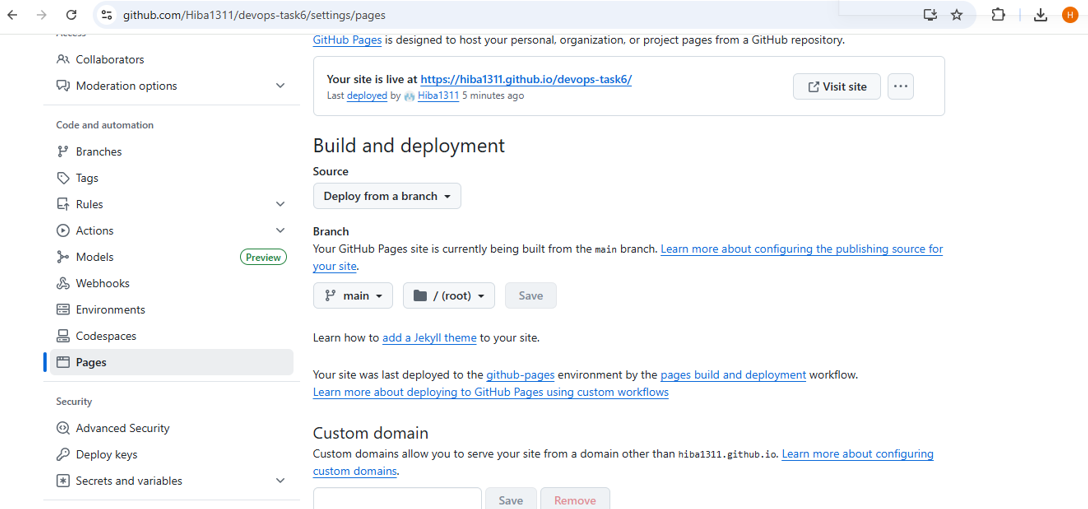 github.com/Hiba1311/devops-task6/settings/pages
H
Access
Collaborators
Moderation options
Code and automation
Branches
Tags
Rules
Actions
Models Preview
Webhooks
Environments
Codespaces
Pages
Security
Advanced Security
Deploy keys
Secrets and variables
GitHub Pages is designed to host your personal, organization, or project pages from a GitHub repository.
Your site is live at https://hiba1311.github.io/devops-task6/
Last deployed by Hiba1311 5 minutes ago
Visit site
Build and deployment
Source
Deploy from a branch
Branch
Your GitHub Pages site is currently being built from the main branch. Learn more about configuring the publishing source for
your site.
main / (root) Save
Learn how to add a Jekyll theme to your site.
Your site was last deployed to the github-pages environment by the pages build and deployment workflow.
Learn more about deploying to GitHub Pages using custom workflows
Custom domain
Custom domains allow you to serve your site from a domain other than hiba1311.github.io. Learn more about configuring
custom domains.
Save Remove